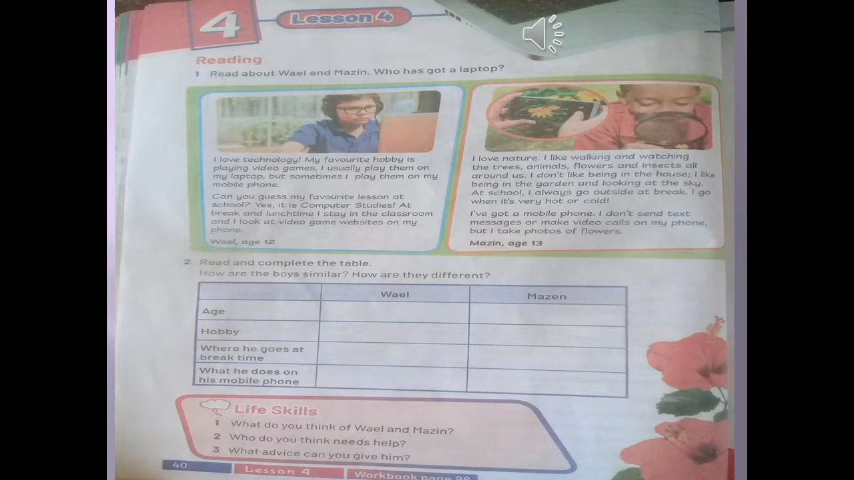 4
Lesson 4
Reading
1 Read about Wael and Mazin. Who has got a laptop?
I love technology! My favourite hobby is
playing video games. I usually play them on
my laptop, but sometimes I play them on my
mobile phone.
Can you guess my favourite lesson at
school? Yes, it is Computer Studies! At
break and lunchtime I stay in the classroom
and I look at video game websites on my
phone.
Wael, age 12
I love nature. I like walking and watching
the trees, animals, flowers and insects all
around us. I don't like being in the house; I like
being in the garden and looking at the sky.
At school, I always go outside at break. I go
when it's very hot or cold!
I've got a mobile phone. I don't send text
messages or make video calls on my phone,
but I take photos of flowers.
Mazin, age 13
2 Read and complete the table.
How are the boys similar? How are they different?
Wael
Mazen
Age
Hobby
Where he goes at
break time
What he does on
his mobile phone
Life Skills
1 What do you think of Wael and Mazin?
2 Who do you think needs help?
3 What advice can you give him?
40
Lesson 4
Workbook page 98